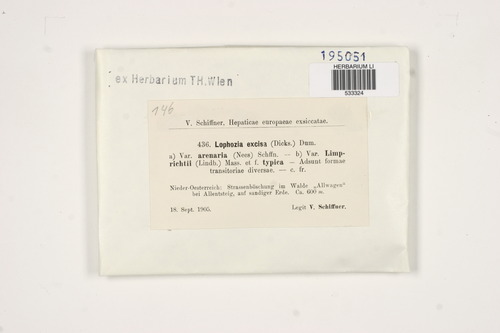 195051
HERBARIUM LI
533324
ex Herbarium TH.Wien
146
V. Schiffner, Hepaticae europaeae exsiccatae.
436. Lophozia excisa (Dicks.) Dum.
a) Var. arenaria (Nees) Schffn. — b) Var. Limp-
richtii (Lindb.) Mass. et f. typica — Adsunt formae
transitoriae diversae. — c. fr.
Nieder-Oesterreich: Strassenböschung im Walde „Allwagen"
bei Allentsteig, auf sandiger Erde. Ca. 600 m.
18. Sept. 1905.
Legit V. Schiffner.